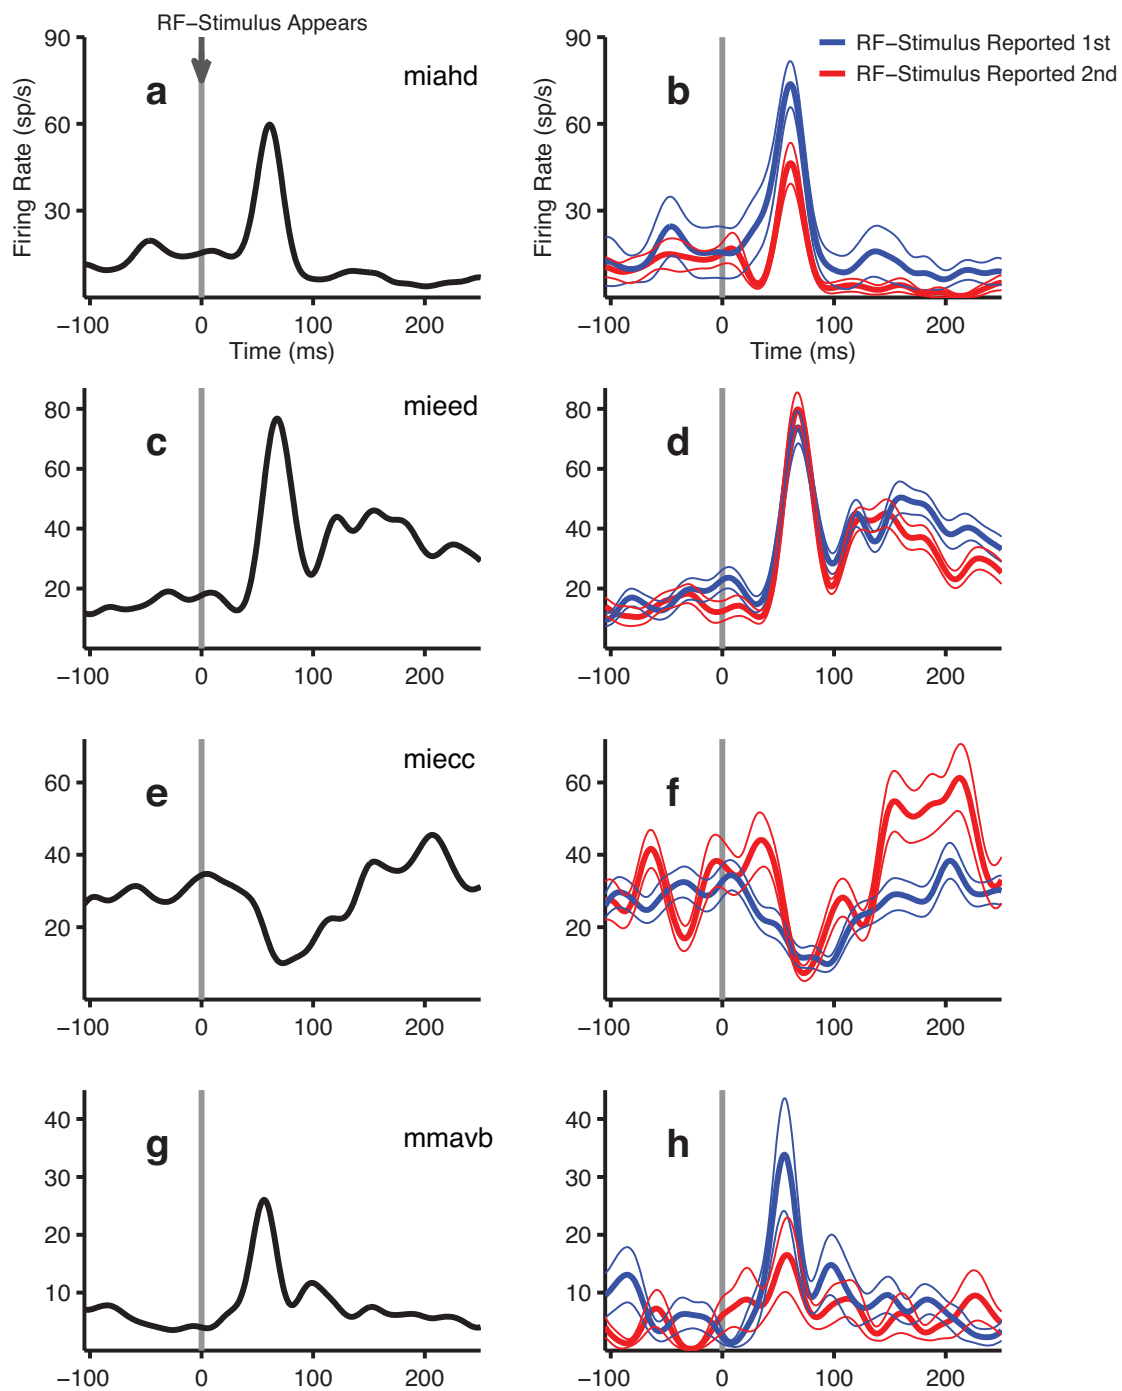 RF−Stimulus Appears
RF−Stimulus Reported 1st
RF−Stimulus Reported 2nd
a
miahd
Firing Rate (sp/s)
90
60
30
−100 0 100 200
Time (ms)
b
Firing Rate (sp/s)
90
60
30
−100 0 100 200
Time (ms)
c
mieed
80
60
40
20
−100 0 100 200
d
80
60
40
20
−100 0 100 200
e
miecc
60
40
20
−100 0 100 200
f
60
40
20
−100 0 100 200
g
mmavb
40
30
20
10
−100 0 100 200
h
40
30
20
10
−100 0 100 200